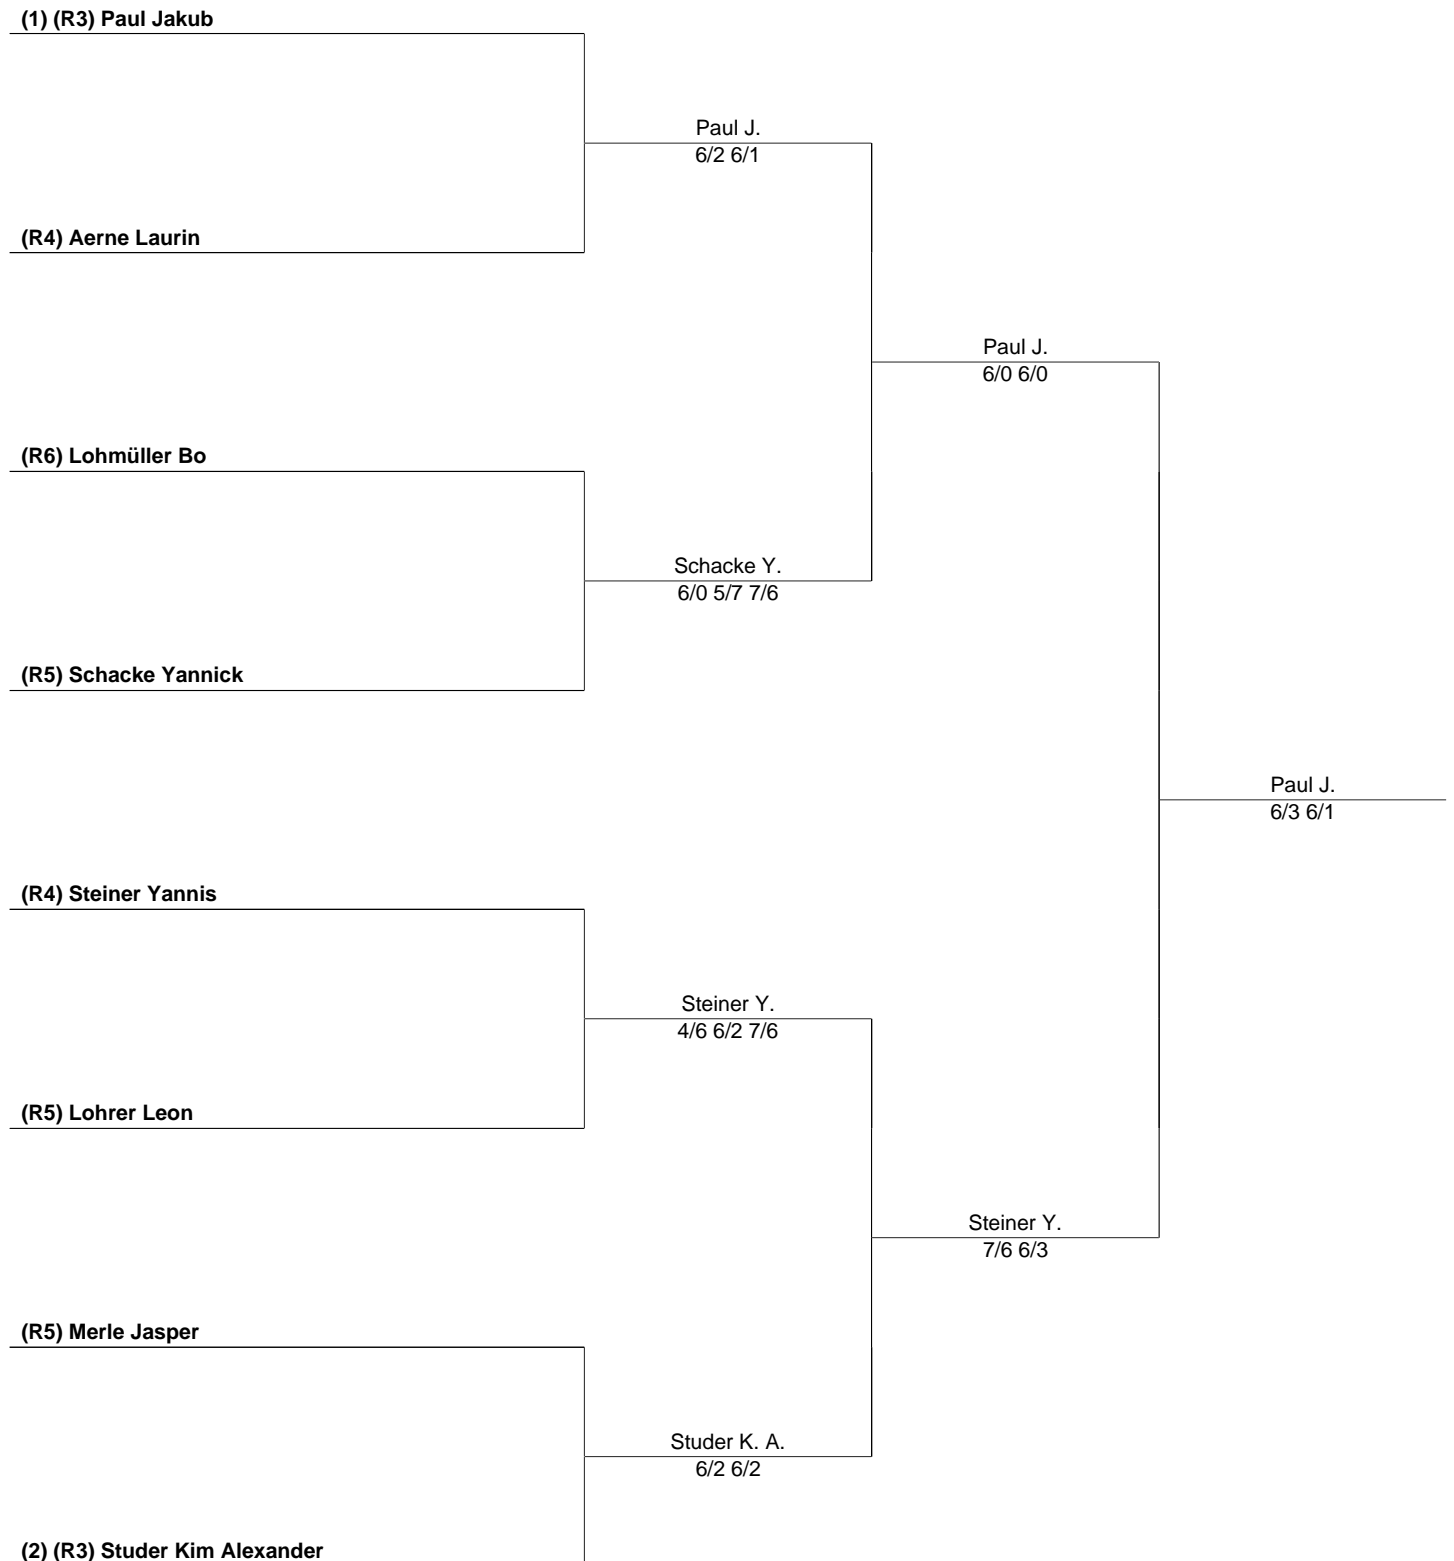 (1) (R3) Paul Jakub
Paul J.
6/2 6/1
(R4) Aerne Laurin
Paul J.
6/0 6/0
(R6) Lohmüller Bo
Schacke Y.
6/0 5/7 7/6
(R5) Schacke Yannick
Paul J.
6/3 6/1
(R4) Steiner Yannis
Steiner Y.
4/6 6/2 7/6
(R5) Lohrer Leon
Steiner Y.
7/6 6/3
(R5) Merle Jasper
Studer K. A.
6/2 6/2
(2) (R3) Studer Kim Alexander